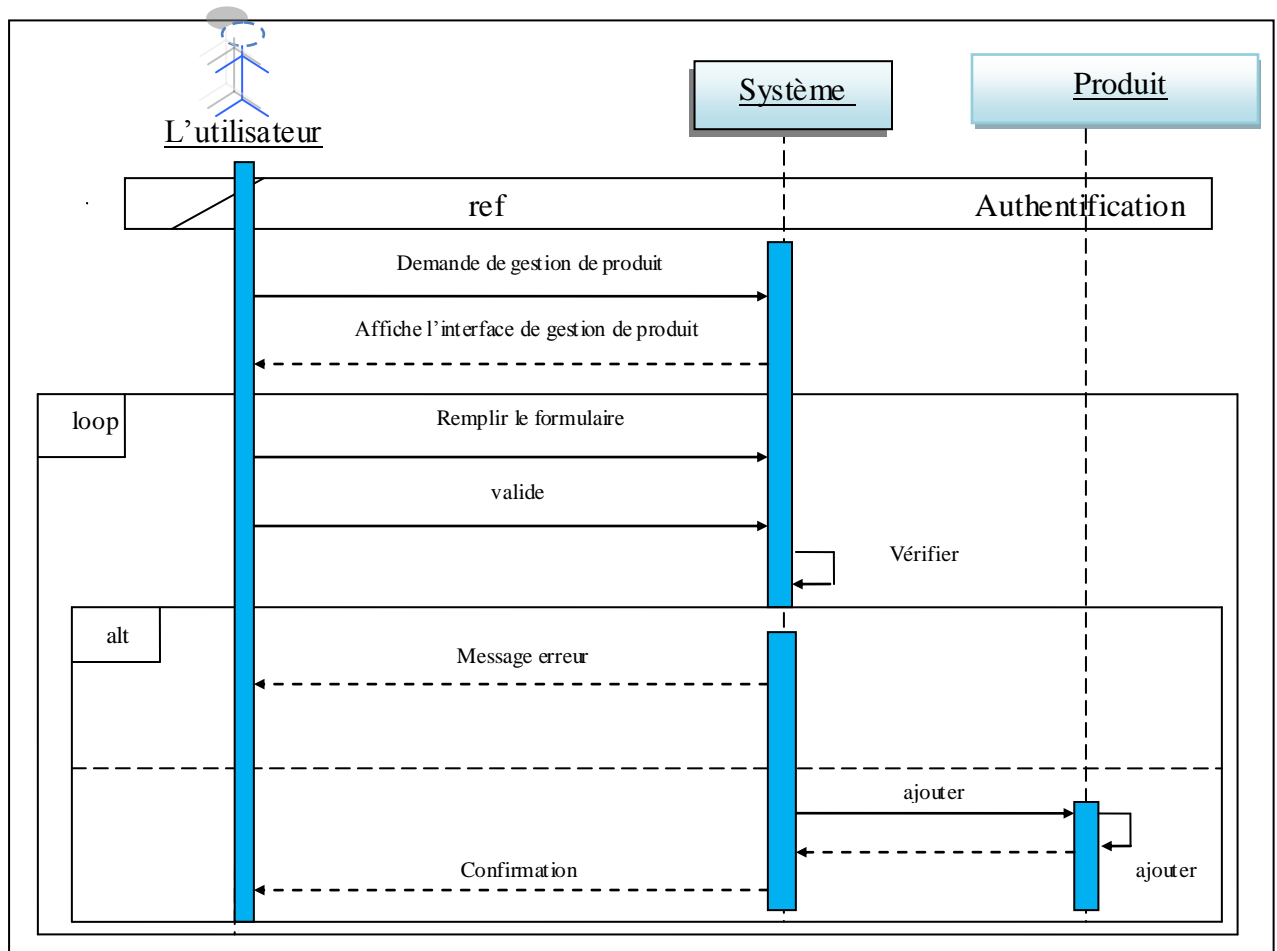 L'utilisateur
Système
Produit
ref Authentification
Demande de gestion de produit
Affiche l'interface de gestion de produit
loop
Remplir le formulaire
valide
Vérifier
alt
Message erreur
ajouter
Confirmation
ajouter